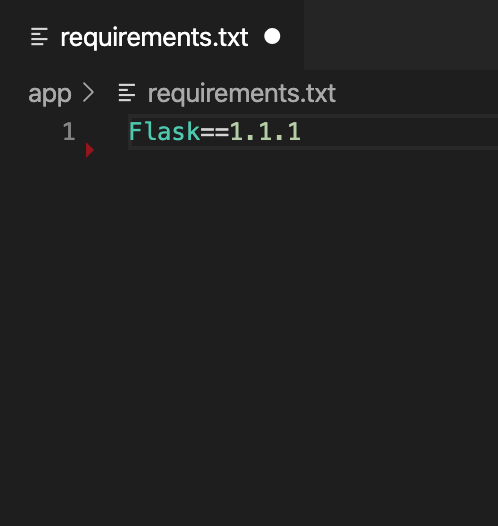 requirements.txt
app > requirements.txt
1 Flask==1.1.1